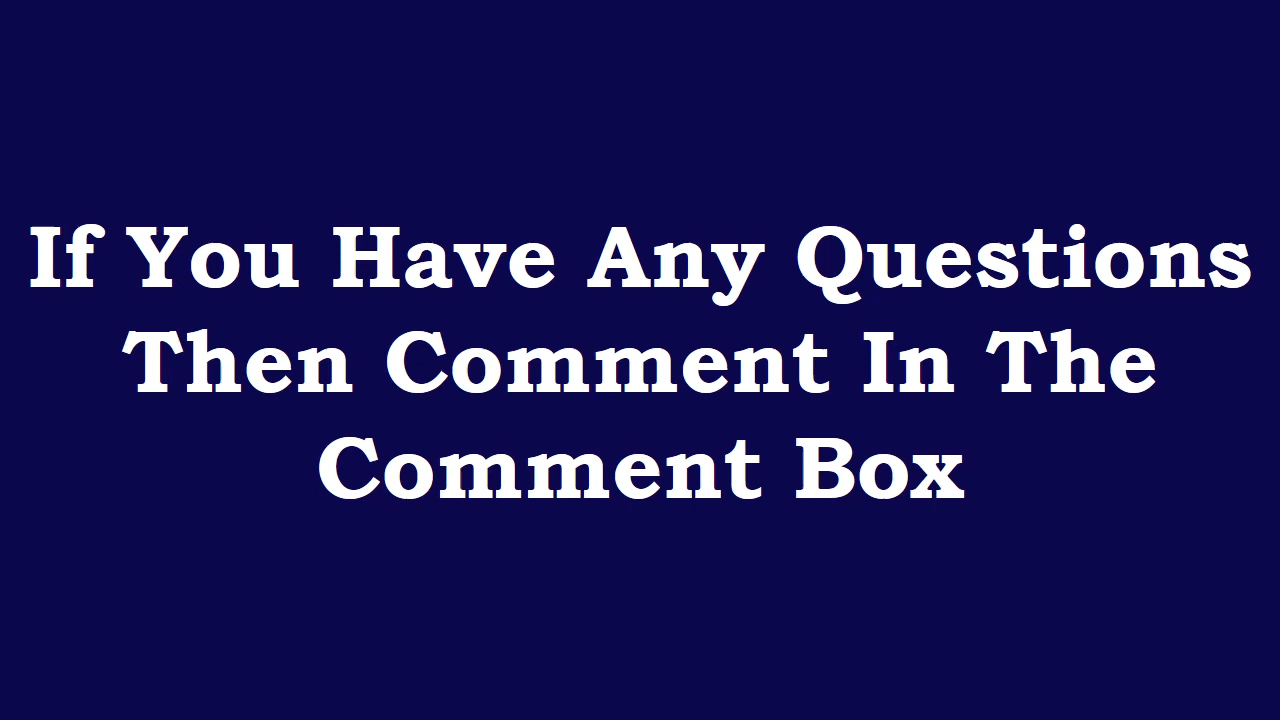 If You Have Any Questions
Then Comment In The
Comment Box